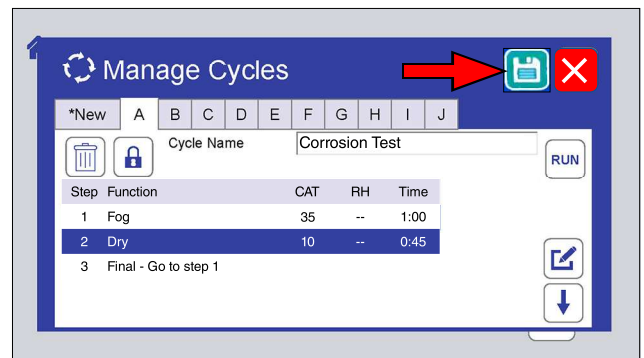 Manage Cycles
*New A B C D E F G H I J
Cycle Name Corrosion Test
RUN
Step Function CAT RH Time
1 Fog 35 -- 1:00
2 Dry 10 -- 0:45
3 Final - Go to step 1